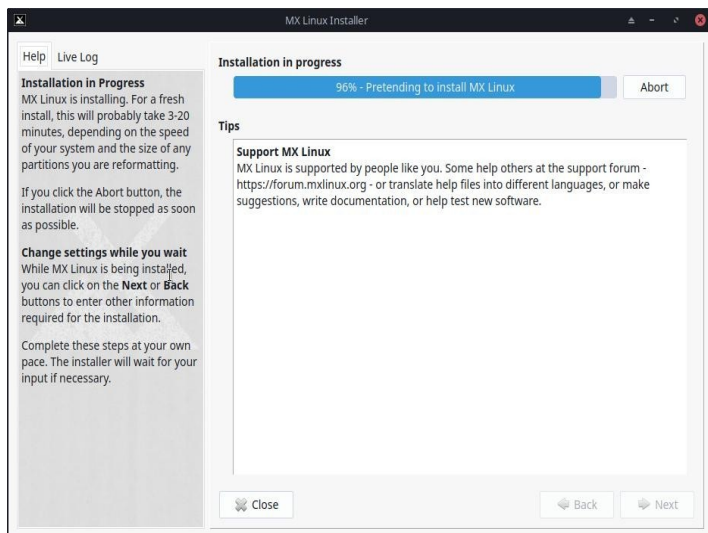 MX Linux Installer
Help
Live Log
Installation in Progress
MX Linux is installing. For a fresh
install, this will probably take 3-20
minutes, depending on the speed
of your system and the size of any
partitions you are reformatting.
If you click the Abort button, the
installation will be stopped as soon
as possible.
Change settings while you wait
While MX Linux is being installed,
you can click on the Next or Back
buttons to enter other information
required for the installation.
Complete these steps at your own
pace. The installer will wait for your
input if necessary.
Installation in progress
96% - Pretending to install MX Linux
Abort
Tips
Support MX Linux
MX Linux is supported by people like you. Some help others at the support forum -
https://forum.mxlinux.org - or translate help files into different languages, or make
suggestions, write documentation, or help test new software.
Close
Back
Next